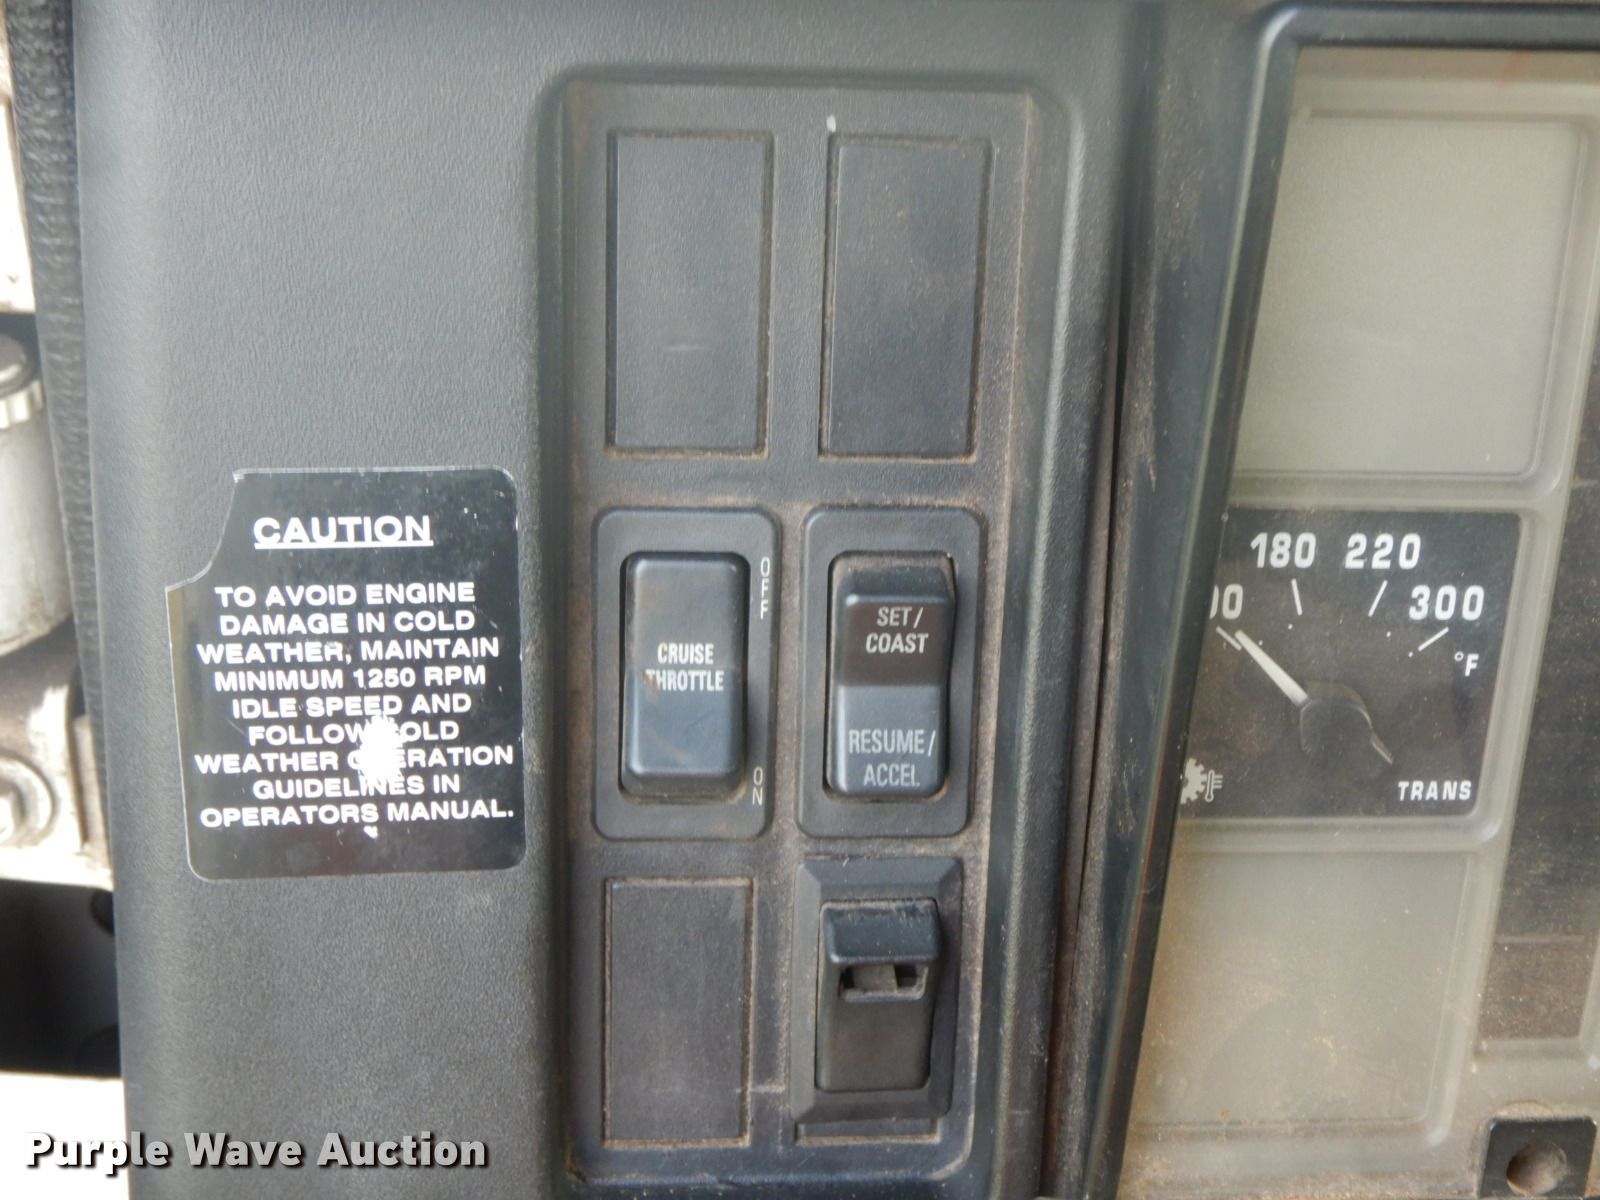 CAUTION
TO AVOID ENGINE
DAMAGE IN COLD
WEATHER, MAINTAIN
MINIMUM 1250 RPM
IDLE SPEED AND
FOLLOW COLD
WEATHER OPERATION
GUIDELINES IN
OPERATORS MANUAL.
OFF
CRUISE
THROTTLE
ON
SET/
COAST
RESUME/
ACCEL
180 220
300
°F
TRANS
Purple Wave Auction